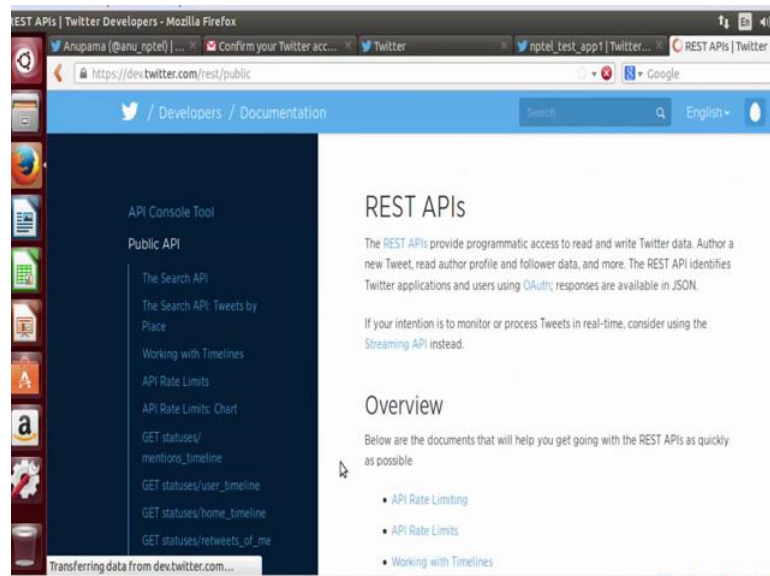 REST APIs | Twitter Developers - Mozilla Firefox
En
Anupama (@anu_nptel) |...
Confirm your Twitter acc...
Twitter
nptel_test_app1 | Twitter...
REST APIs | Twitter
https://dev.twitter.com/rest/public
Google
/ Developers / Documentation
Search
English
API Console Tool
Public API
The Search API
The Search API: Tweets by
Place
Working with Timelines
API Rate Limits
API Rate Limits: Chart
GET statuses/
mentions_timeline
GET statuses/user_timeline
GET statuses/home_timeline
GET statuses/retweets_of_me
REST APIs
The REST APIs provide programmatic access to read and write Twitter data. Author a
new Tweet, read author profile and follower data, and more. The REST API identifies
Twitter applications and users using OAuth; responses are available in JSON.
If your intention is to monitor or process Tweets in real-time, consider using the
Streaming API instead.
Overview
Below are the documents that will help you get going with the REST APIs as quickly
as possible
• API Rate Limiting
• API Rate Limits
• Working with Timelines
Transferring data from dev.twitter.com...